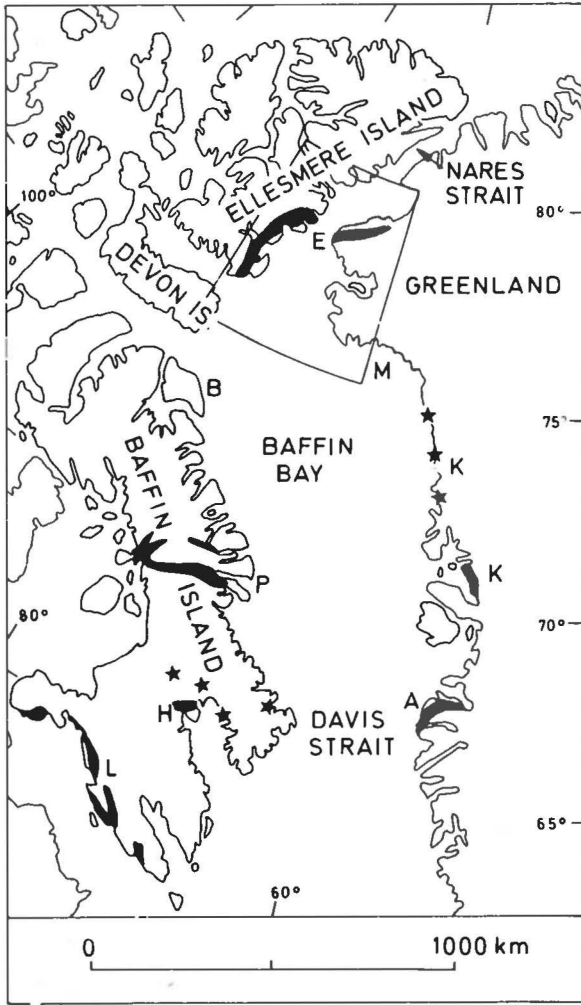 ELLESMERE ISLAND
NARES
STRAIT
100°
80°
E
DEVON IS
GREENLAND
M
B
75°
BAFFIN
BAY
K
BAFFIN
ISLAND
P
K
80°
70°
A
H
DAVIS
STRAIT
L
65°
60°
0
1000 km